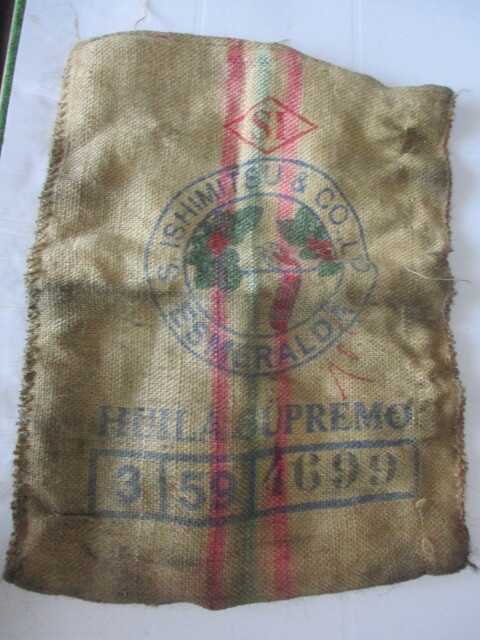 SI
S. ISHIMITSU & CO., LTD
ESMERALDA
HUILA SUPREMO
3 59 4699